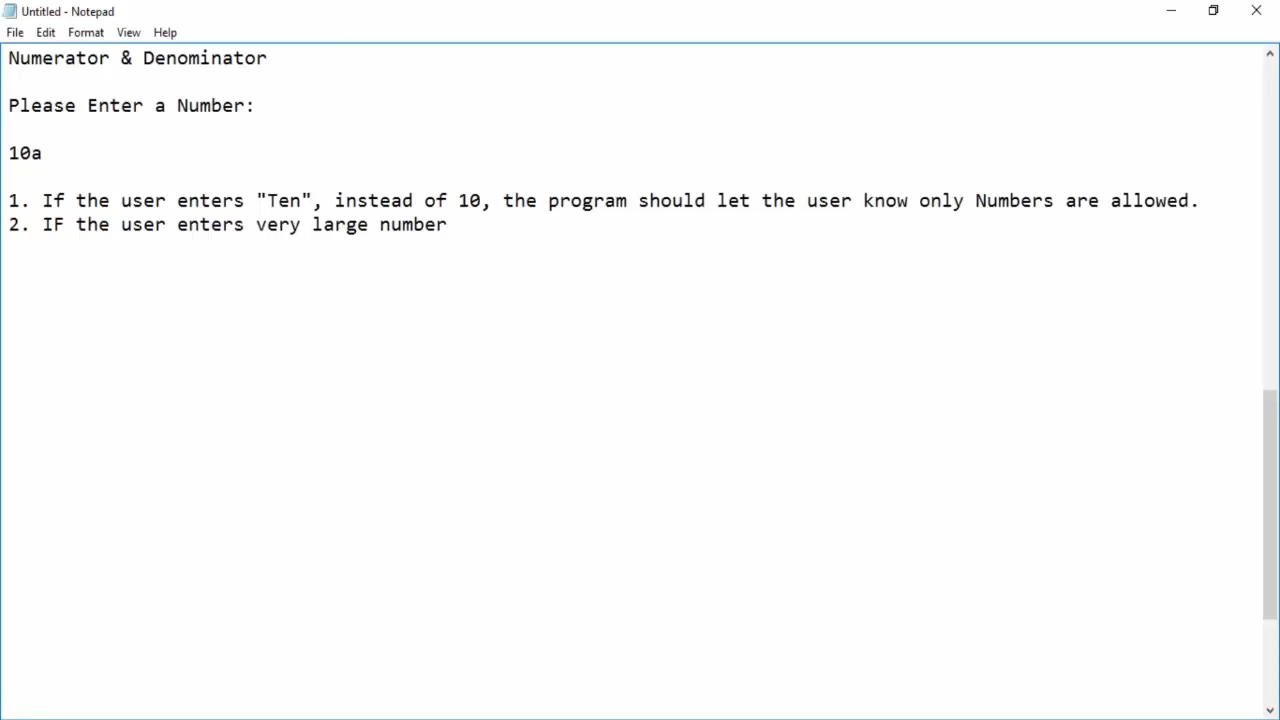 Untitled - Notepad
File Edit Format View Help
Numerator & Denominator
Please Enter a Number:
10a
1. If the user enters "Ten", instead of 10, the program should let the user know only Numbers are allowed.
2. IF the user enters very large number